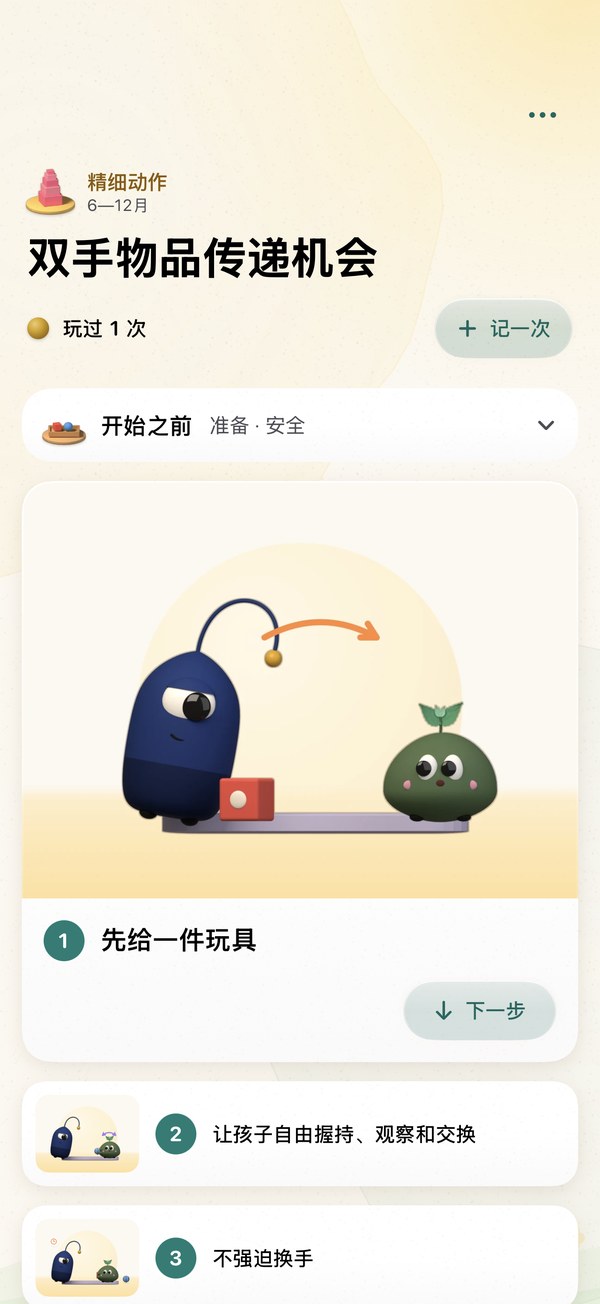 精细动作
6—12月
双手物品传递机会
玩过 1 次
+ 记一次
开始之前 准备 · 安全
1 先给一件玩具
下一步
2 让孩子自由握持、观察和交换
3 不强迫换手